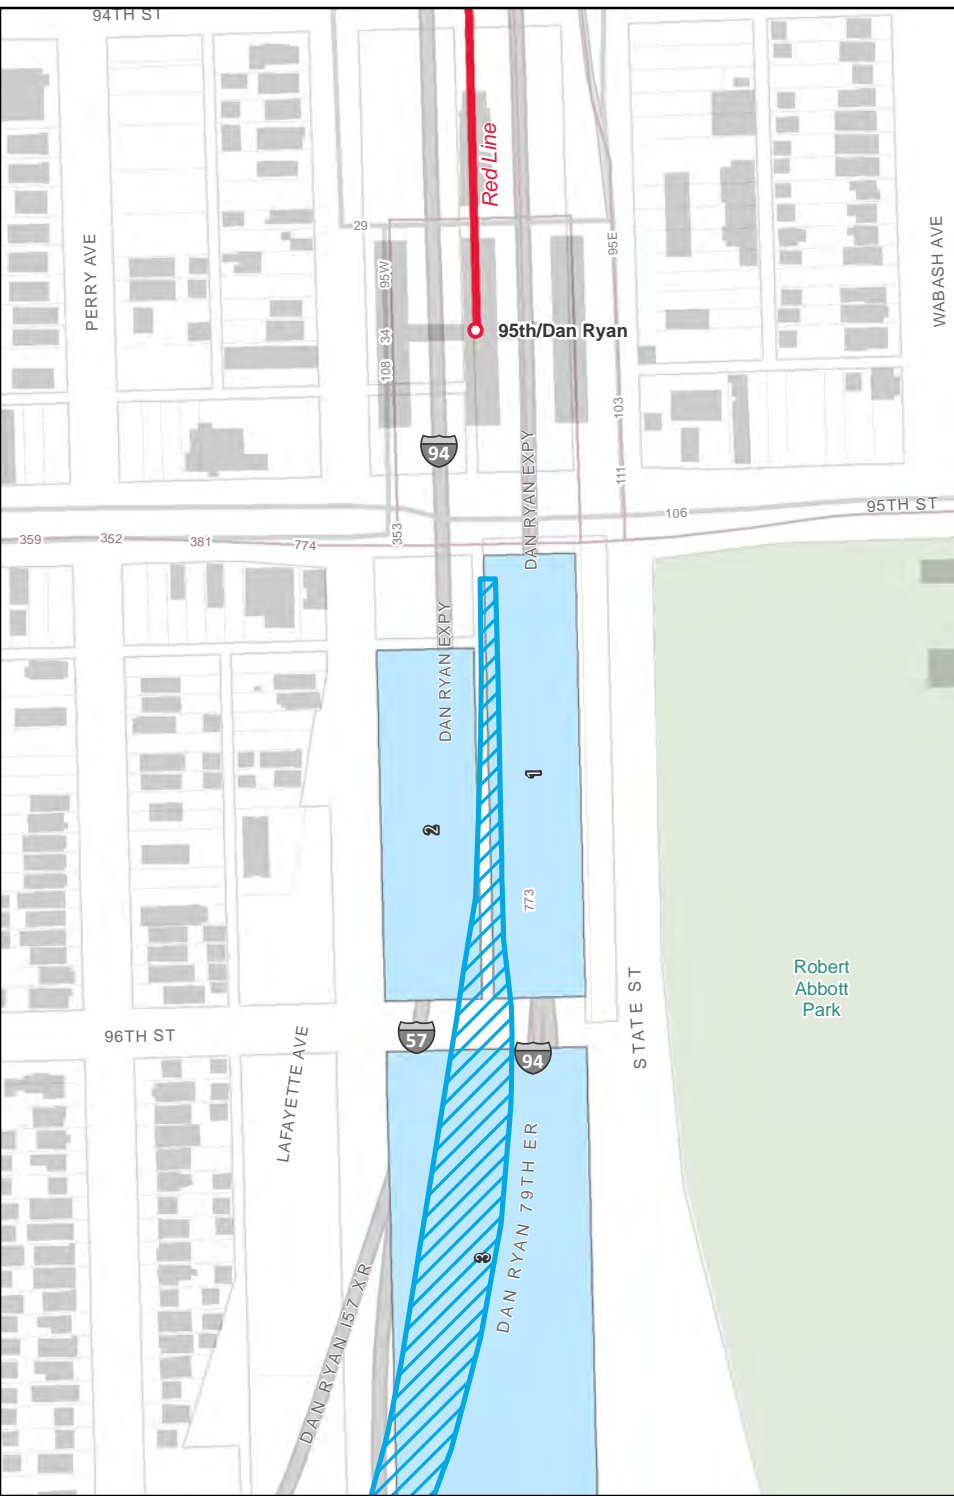 94TH ST
Red Line
29
95E
PERRY AVE
WABASH AVE
95W
34
108
95th/Dan Ryan
103
94
DAN RYAN EXPY
111
95TH ST
106
359
352
381
774
353
DAN RYAN EXPY
1
2
773
Robert
Abbott
Park
STATE ST
96TH ST
57
94
LAFAYETTE AVE
DAN RYAN 79TH ER
3
DAN RYAN I57 XR